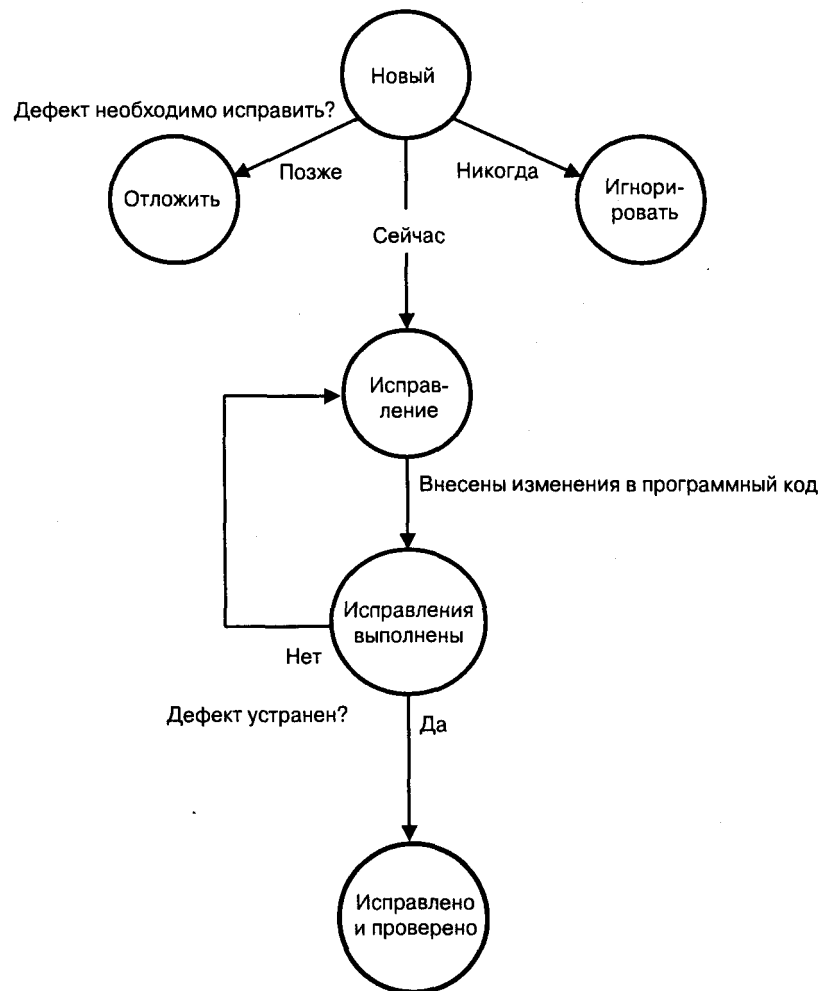 Новый
Дефект необходимо исправить?
Позже
Никогда
Отложить
Игнори-
ровать
Сейчас
Исправ-
ление
Внесены изменения в программный код
Исправления
выполнены
Нет
Дефект устранен?
Да
Исправлено
и проверено